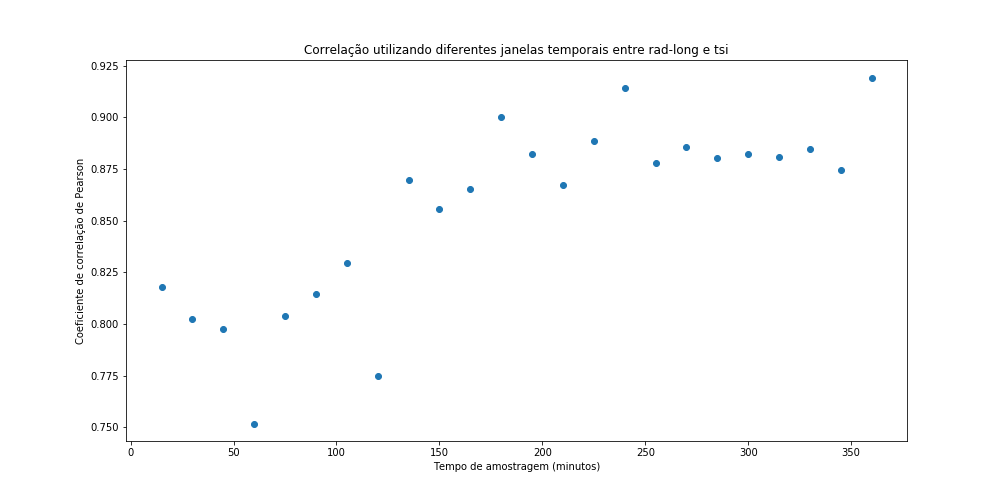 Correlação utilizando diferentes janelas temporais entre rad-long e tsi
0.925
0.900
0.875
0.850
0.825
0.800
0.775
0.750
Coeficiente de correlação de Pearson
0 50 100 150 200 250 300 350
Tempo de amostragem (minutos)